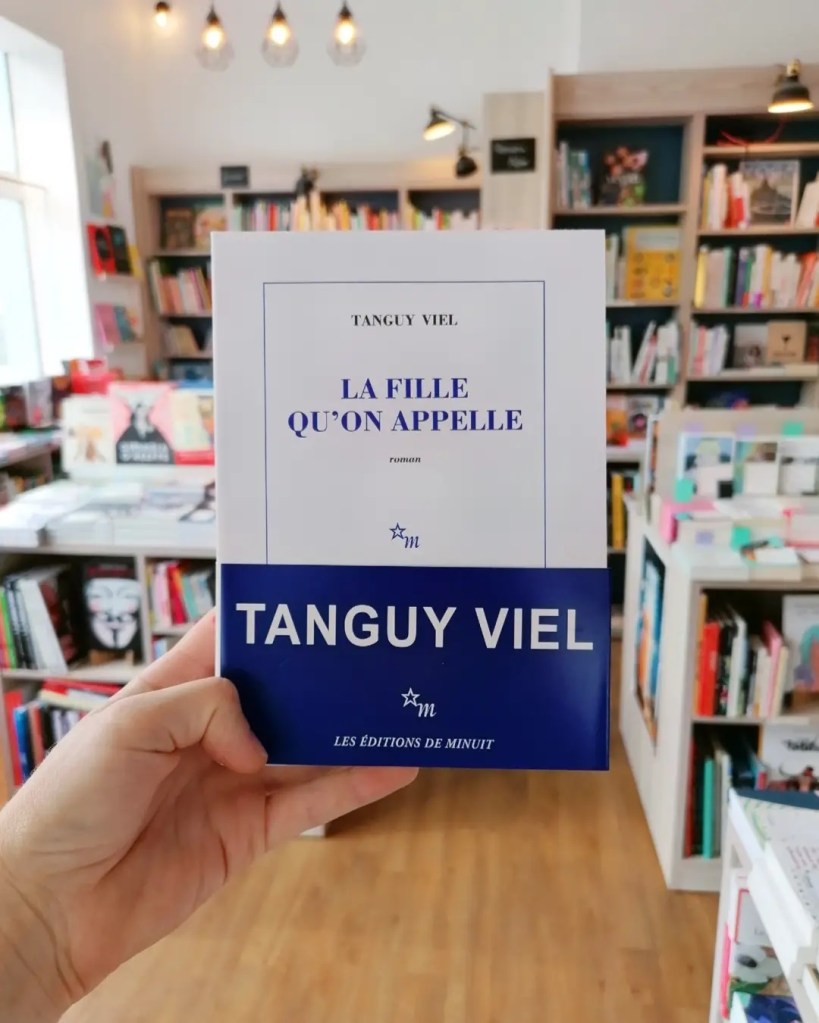 TANGUY VIEL
LA FILLE
QU'ON APPELLE
roman
m
TANGUY VIEL
m
LES ÉDITIONS DE MINUIT